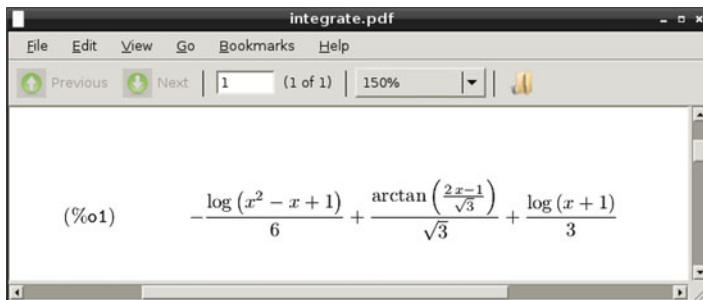 integrate.pdf
File Edit View Go Bookmarks Help
Previous Next 1 (1 of 1) 150%
(%o1) −log (x² − x + 1)/6 + arctan ((2 x−1)/√3)/√3 + log (x + 1)/3